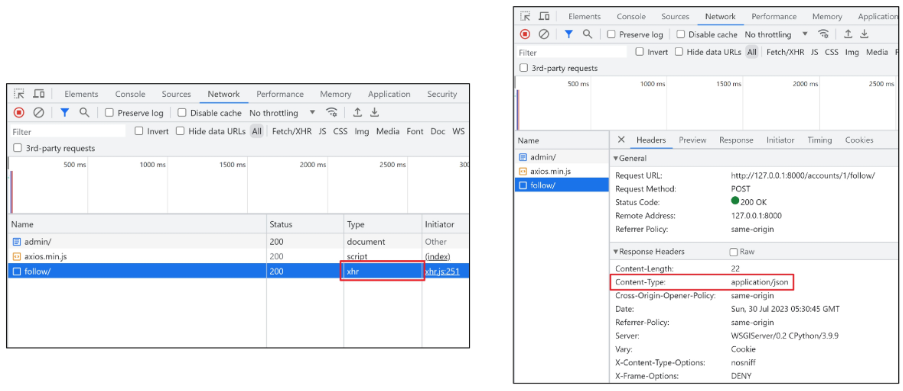 Elements Console Sources Network Performance Memory Application Security
Preserve log Disable cache No throttling
Filter Invert Hide data URLs All Fetch/XHR JS CSS Img Media Font Doc WS
3rd-party requests
500 ms 1000 ms 1500 ms 2000 ms 2500 ms 300
Name Status Type Initiator
admin/ 200 document Other
axios.min.js 200 script (index)
follow/ 200 xhr xhr.js:251
Elements Console Sources Network Performance Memory Application
Preserve log Disable cache No throttling
Filter Invert Hide data URLs All Fetch/XHR JS CSS Img Media F
3rd-party requests
500 ms 1000 ms 1500 ms 2000 ms 2500 ms
Name
admin/
axios.min.js
follow/
Headers Preview Response Initiator Timing Cookies
General
Request URL: http://127.0.0.1:8000/accounts/1/follow/
Request Method: POST
Status Code: 200 OK
Remote Address: 127.0.0.1:8000
Referrer Policy: same-origin
Response Headers Raw
Content-Length: 22
Content-Type: application/json
Cross-Origin-Opener-Policy: same-origin
Date: Sun, 30 Jul 2023 05:30:45 GMT
Referrer-Policy: same-origin
Server: WSGIServer/0.2 CPython/3.9.9
Vary: Cookie
X-Content-Type-Options: nosniff
X-Frame-Options: DENY